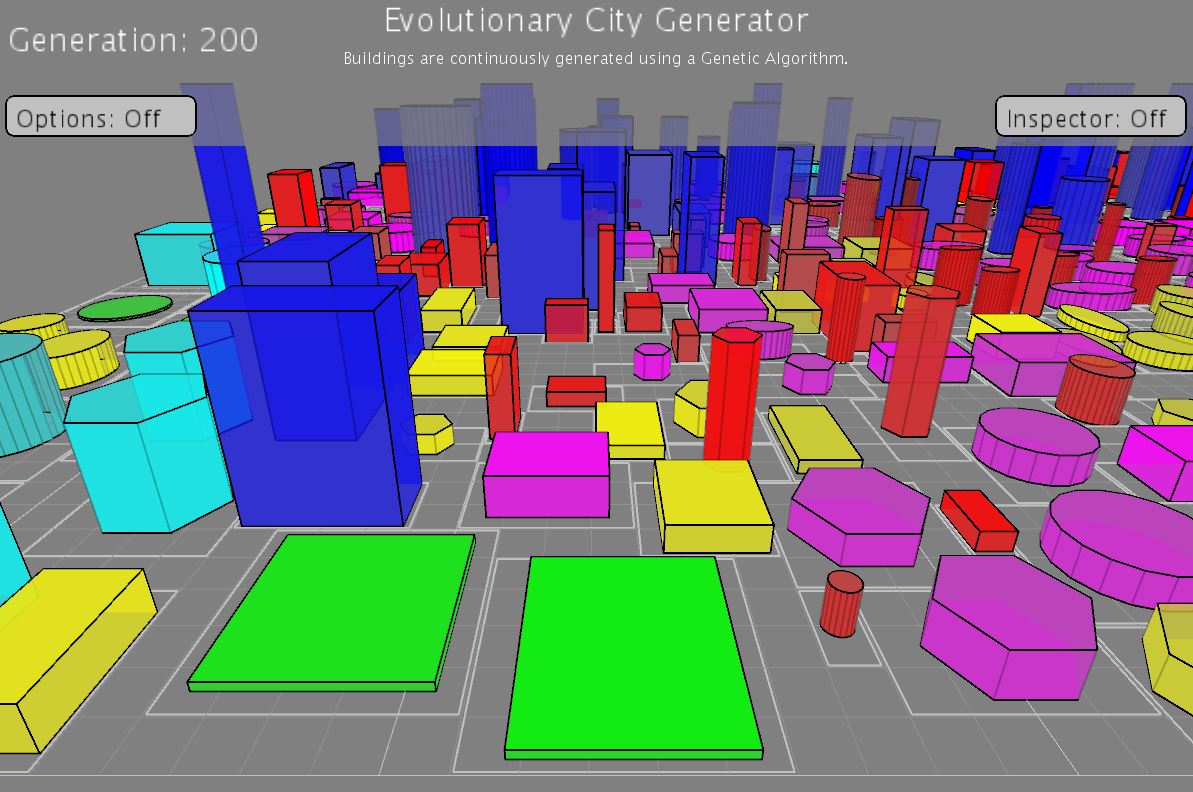 Evolutionary City Generator
Generation: 200
Buildings are continuously generated using a Genetic Algorithm.
Options: Off
Inspector: Off